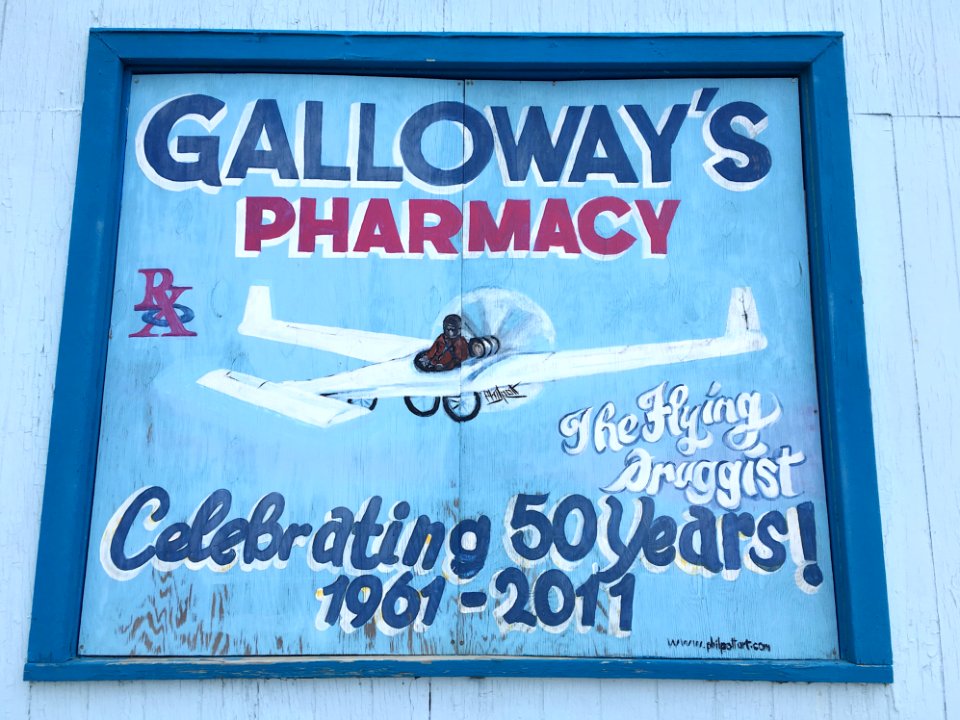 GALLOWAY'S
PHARMACY
RX
The Flying
Druggist
Celebrating 50 Years!
1961-2011
www.philpottart.com